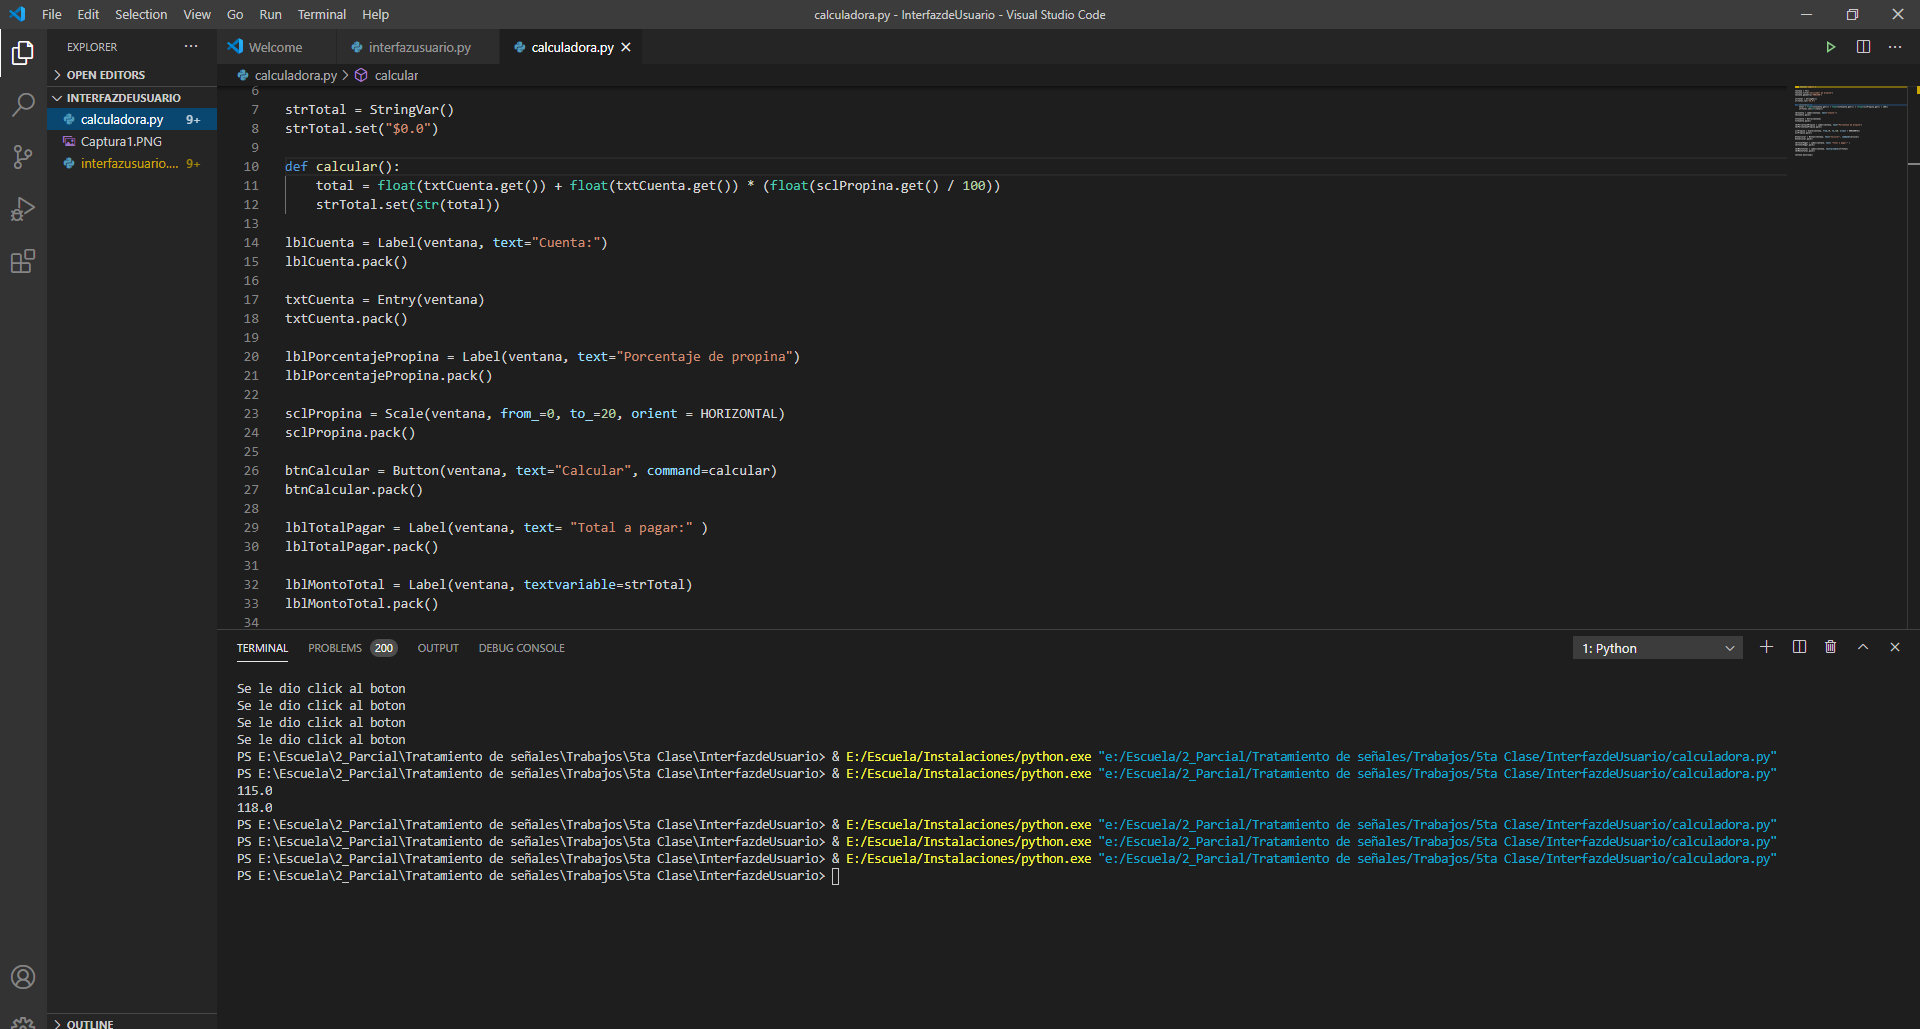 File Edit Selection View Go Run Terminal Help
calculadora.py - InterfazdeUsuario - Visual Studio Code
EXPLORER
OPEN EDITORS
INTERFAZDEUSUARIO
calculadora.py 9+
Captura1.PNG
interfazusuario.... 9+
OUTLINE
Welcome
interfazusuario.py
calculadora.py
calculadora.py > calcular
6
7 strTotal = StringVar()
8 strTotal.set("$0.0")
9
10 def calcular():
11 total = float(txtCuenta.get()) + float(txtCuenta.get()) * (float(sclPropina.get() / 100))
12 strTotal.set(str(total))
13
14 lblCuenta = Label(ventana, text="Cuenta:")
15 lblCuenta.pack()
16
17 txtCuenta = Entry(ventana)
18 txtCuenta.pack()
19
20 lblPorcentajePropina = Label(ventana, text="Porcentaje de propina")
21 lblPorcentajePropina.pack()
22
23 sclPropina = Scale(ventana, from_=0, to_=20, orient = HORIZONTAL)
24 sclPropina.pack()
25
26 btnCalcular = Button(ventana, text="Calcular", command=calcular)
27 btnCalcular.pack()
28
29 lblTotalPagar = Label(ventana, text= "Total a pagar:" )
30 lblTotalPagar.pack()
31
32 lblMontoTotal = Label(ventana, textvariable=strTotal)
33 lblMontoTotal.pack()
34
TERMINAL PROBLEMS 200 OUTPUT DEBUG CONSOLE
1: Python
Se le dio click al boton
Se le dio click al boton
Se le dio click al boton
Se le dio click al boton
PS E:\Escuela\2_Parcial\Tratamiento de señales\Trabajos\5ta Clase\InterfazdeUsuario> & E:/Escuela/Instalaciones/python.exe "e:/Escuela/2_Parcial/Tratamiento de señales/Trabajos/5ta Clase/InterfazdeUsuario/calculadora.py"
PS E:\Escuela\2_Parcial\Tratamiento de señales\Trabajos\5ta Clase\InterfazdeUsuario> & E:/Escuela/Instalaciones/python.exe "e:/Escuela/2_Parcial/Tratamiento de señales/Trabajos/5ta Clase/InterfazdeUsuario/calculadora.py"
115.0
118.0
PS E:\Escuela\2_Parcial\Tratamiento de señales\Trabajos\5ta Clase\InterfazdeUsuario> & E:/Escuela/Instalaciones/python.exe "e:/Escuela/2_Parcial/Tratamiento de señales/Trabajos/5ta Clase/InterfazdeUsuario/calculadora.py"
PS E:\Escuela\2_Parcial\Tratamiento de señales\Trabajos\5ta Clase\InterfazdeUsuario> & E:/Escuela/Instalaciones/python.exe "e:/Escuela/2_Parcial/Tratamiento de señales/Trabajos/5ta Clase/InterfazdeUsuario/calculadora.py"
PS E:\Escuela\2_Parcial\Tratamiento de señales\Trabajos\5ta Clase\InterfazdeUsuario> & E:/Escuela/Instalaciones/python.exe "e:/Escuela/2_Parcial/Tratamiento de señales/Trabajos/5ta Clase/InterfazdeUsuario/calculadora.py"
PS E:\Escuela\2_Parcial\Tratamiento de señales\Trabajos\5ta Clase\InterfazdeUsuario>